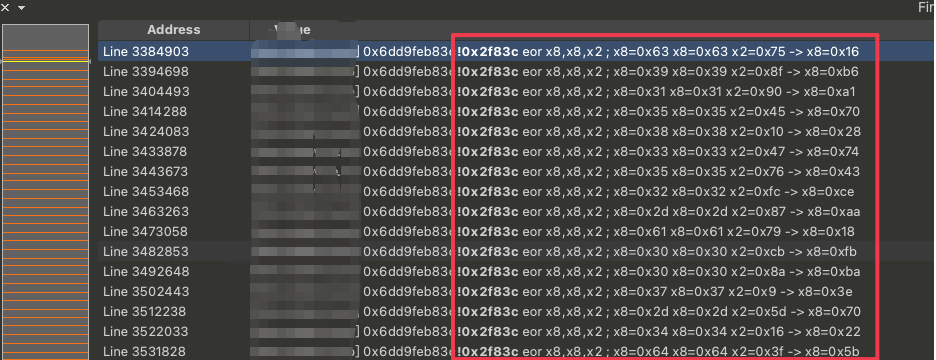 Fin
Address Value
Line 3384903 ] 0x6dd9feb83c !0x2f83c eor x8,x8,x2 ; x8=0x63 x8=0x63 x2=0x75 -> x8=0x16
Line 3394698 ] 0x6dd9feb83c !0x2f83c eor x8,x8,x2 ; x8=0x39 x8=0x39 x2=0x8f -> x8=0xb6
Line 3404493 ] 0x6dd9feb83c !0x2f83c eor x8,x8,x2 ; x8=0x31 x8=0x31 x2=0x90 -> x8=0xa1
Line 3414288 0x6dd9feb83c !0x2f83c eor x8,x8,x2 ; x8=0x35 x8=0x35 x2=0x45 -> x8=0x70
Line 3424083 0x6dd9feb83c !0x2f83c eor x8,x8,x2 ; x8=0x38 x8=0x38 x2=0x10 -> x8=0x28
Line 3433878 0x6dd9feb83c !0x2f83c eor x8,x8,x2 ; x8=0x33 x8=0x33 x2=0x47 -> x8=0x74
Line 3443673 ] 0x6dd9feb83c !0x2f83c eor x8,x8,x2 ; x8=0x35 x8=0x35 x2=0x76 -> x8=0x43
Line 3453468 ] 0x6dd9feb83c !0x2f83c eor x8,x8,x2 ; x8=0x32 x8=0x32 x2=0xfc -> x8=0xce
Line 3463263 0x6dd9feb83c !0x2f83c eor x8,x8,x2 ; x8=0x2d x8=0x2d x2=0x87 -> x8=0xaa
Line 3473058 0x6dd9feb83c !0x2f83c eor x8,x8,x2 ; x8=0x61 x8=0x61 x2=0x79 -> x8=0x18
Line 3482853 0x6dd9feb83c !0x2f83c eor x8,x8,x2 ; x8=0x30 x8=0x30 x2=0xcb -> x8=0xfb
Line 3492648 0x6dd9feb83c !0x2f83c eor x8,x8,x2 ; x8=0x30 x8=0x30 x2=0x8a -> x8=0xba
Line 3502443 0x6dd9feb83c !0x2f83c eor x8,x8,x2 ; x8=0x37 x8=0x37 x2=0x9 -> x8=0x3e
Line 3512238 0x6dd9feb83c !0x2f83c eor x8,x8,x2 ; x8=0x2d x8=0x2d x2=0x5d -> x8=0x70
Line 3522033 ] 0x6dd9feb83c !0x2f83c eor x8,x8,x2 ; x8=0x34 x8=0x34 x2=0x16 -> x8=0x22
Line 3531828 ] 0x6dd9feb83c !0x2f83c eor x8,x8,x2 ; x8=0x64 x8=0x64 x2=0x3f -> x8=0x5b